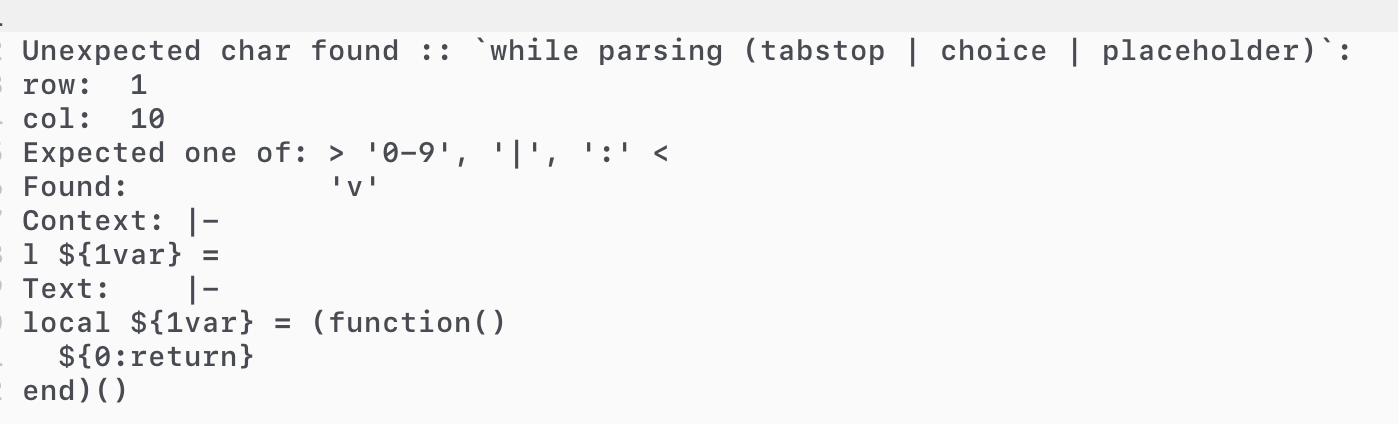 Unexpected char found :: `while parsing (tabstop | choice | placeholder)`:
row:  1
col:  10
Expected one of: > '0-9', '|', ':' <
Found:           'v'
Context: |-
l ${1var} =
Text:    |-
local ${1var} = (function()
  ${0:return}
end)()